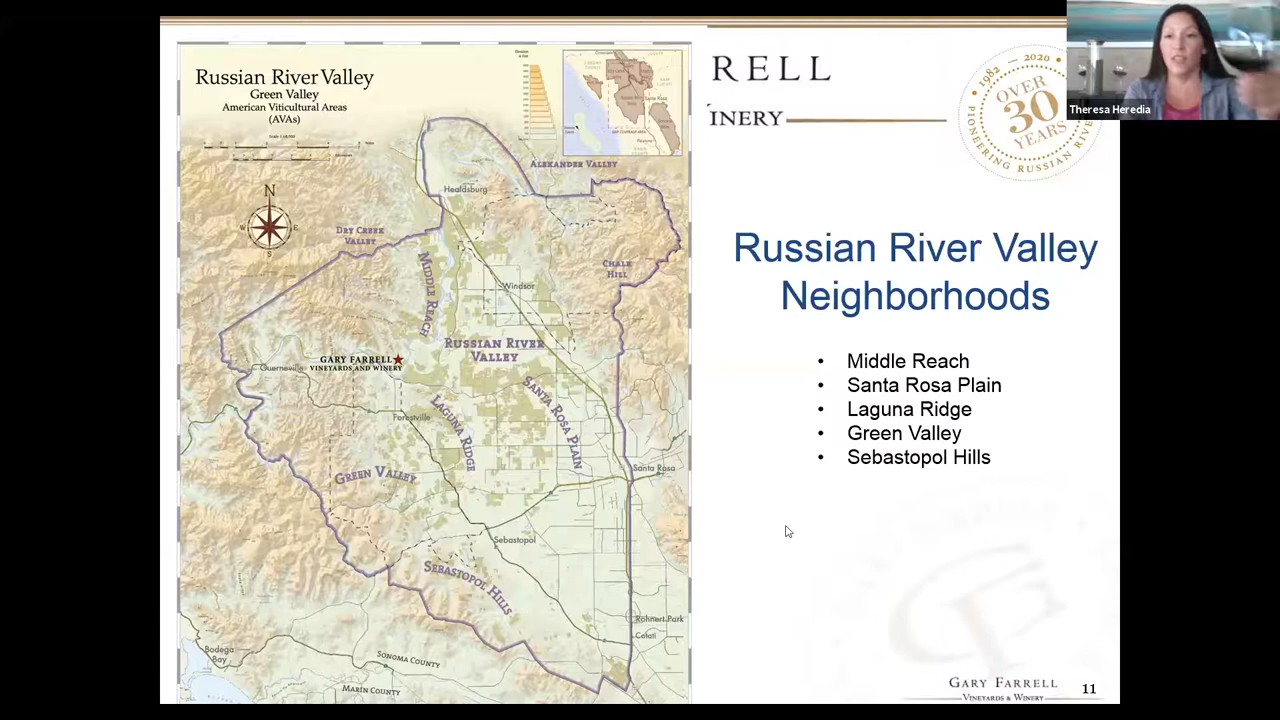 Russian River Valley
Green Valley
American Viticultural Areas
(AVAs)
N
W
E
S
ALEXANDER VALLEY
Healdsburg
DRY CREEK
VALLEY
CHALK
HILL
MIDDLE REACH
Windsor
RUSSIAN RIVER
VALLEY
GARY FARRELL
VINEYARDS AND WINERY
Guerneville
Forestville
LAGUNA RIDGE
SANTA ROSA PLAIN
GREEN VALLEY
Santa Rosa
Sebastopol
SEBASTOPOL HILLS
Rohnert Park
Cotati
Bodega
Bay
SONOMA COUNTY
MARIN COUNTY
RELL
INERY
1982 — 2020
OVER
30
YEARS
PIONEERING RUSSIAN RIVE
Theresa Heredia
Russian River Valley
Neighborhoods
• Middle Reach
• Santa Rosa Plain
• Laguna Ridge
• Green Valley
• Sebastopol Hills
GARY FARRELL
VINEYARDS & WINERY
11